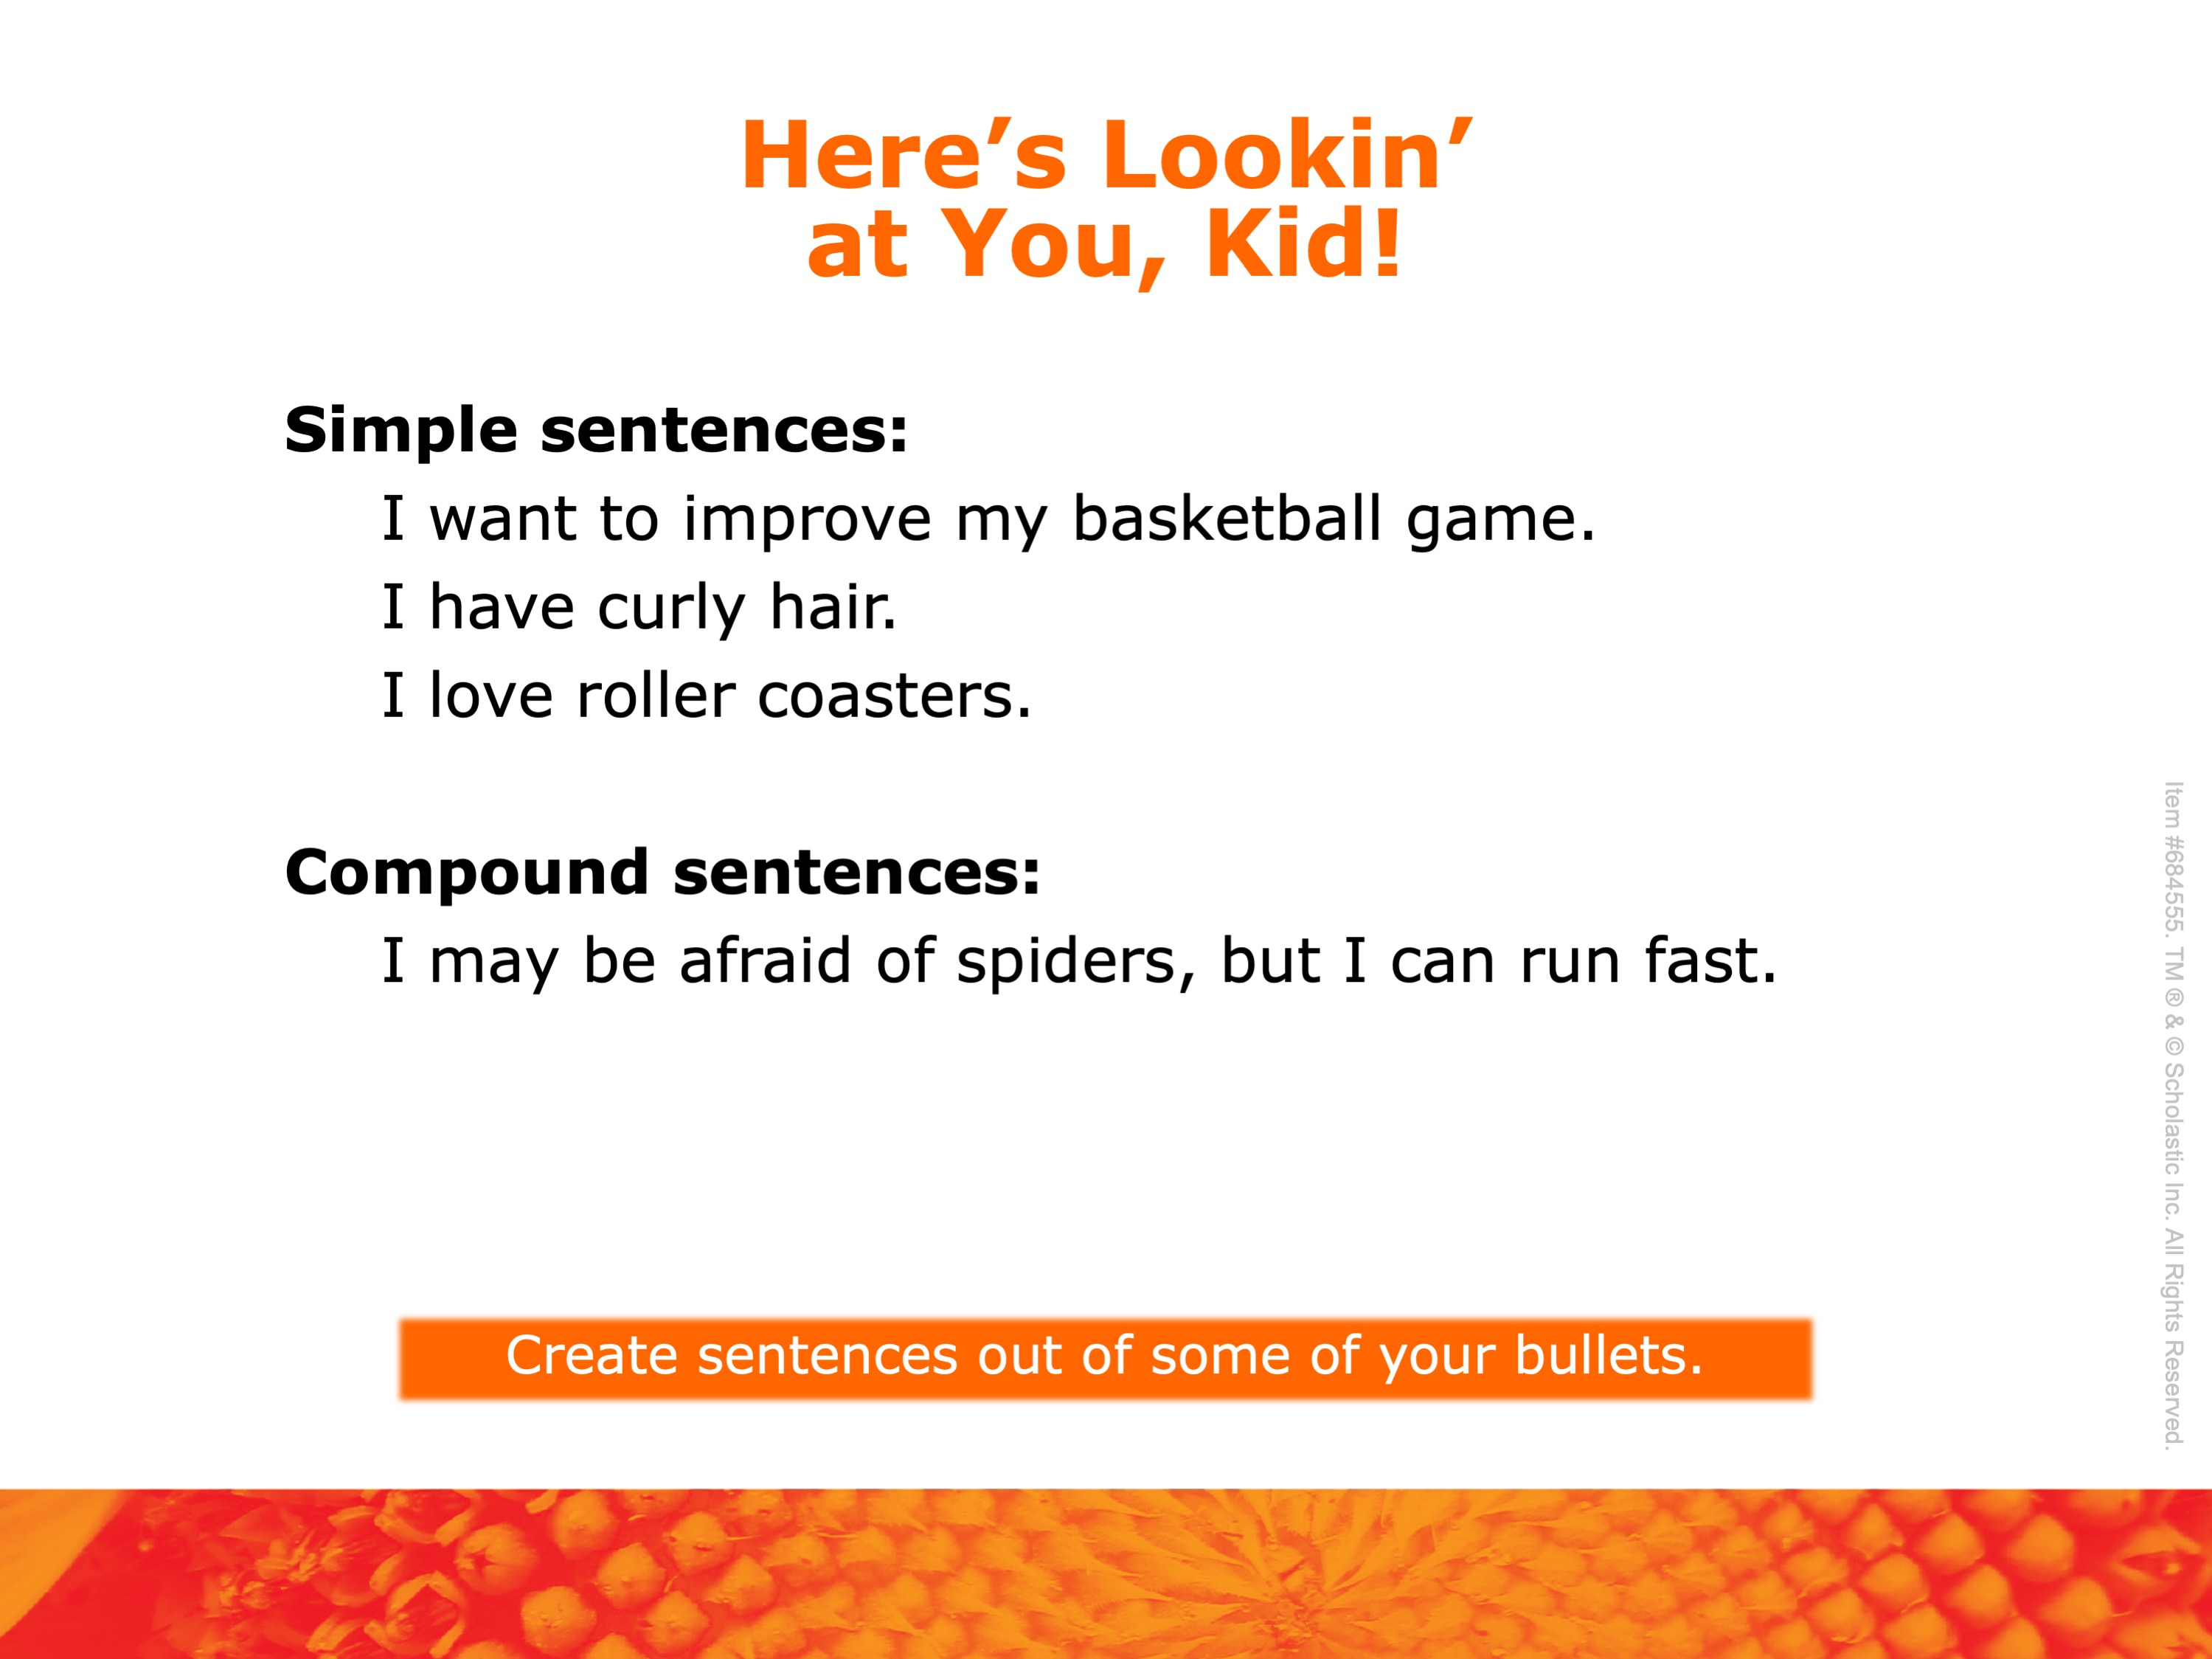 Here’s Lookin’
at You, Kid!
Simple sentences:
I want to improve my basketball game.
I have curly hair.
I love roller coasters.
Compound sentences:
I may be afraid of spiders, but I can run fast.
Create sentences out of some of your bullets.
Item #684555. TM ® & © Scholastic Inc. All Rights Reserved.